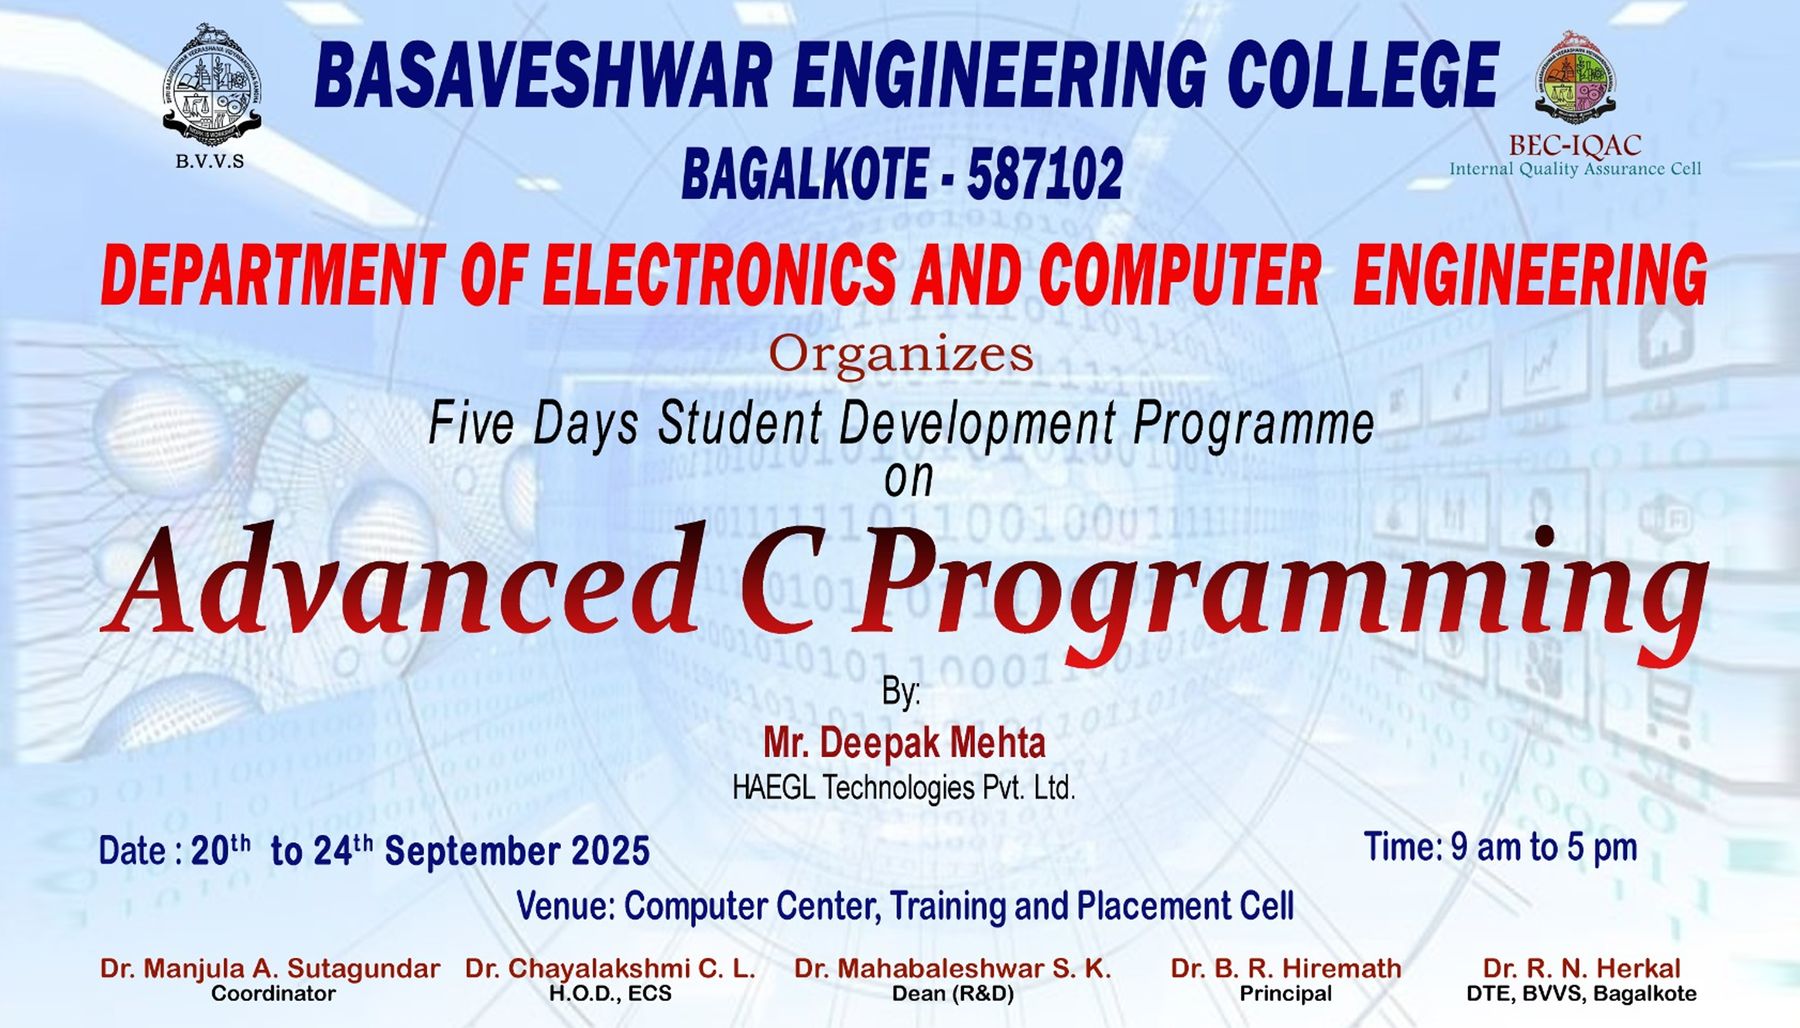 BASAVESHWAR ENGINEERING COLLEGE
BAGALKOTE - 587102
B.V.V.S
BEC-IQAC
Internal Quality Assurance Cell
DEPARTMENT OF ELECTRONICS AND COMPUTER ENGINEERING
Organizes
Five Days Student Development Programme
on
Advanced C Programming
By:
Mr. Deepak Mehta
HAEGL Technologies Pvt. Ltd.
Date : 20th to 24th September 2025
Time: 9 am to 5 pm
Venue: Computer Center, Training and Placement Cell
Dr. Manjula A. Sutagundar
Coordinator
Dr. Chayalakshmi C. L.
H.O.D., ECS
Dr. Mahabaleshwar S. K.
Dean (R&D)
Dr. B. R. Hiremath
Principal
Dr. R. N. Herkal
DTE, BVVS, Bagalkote